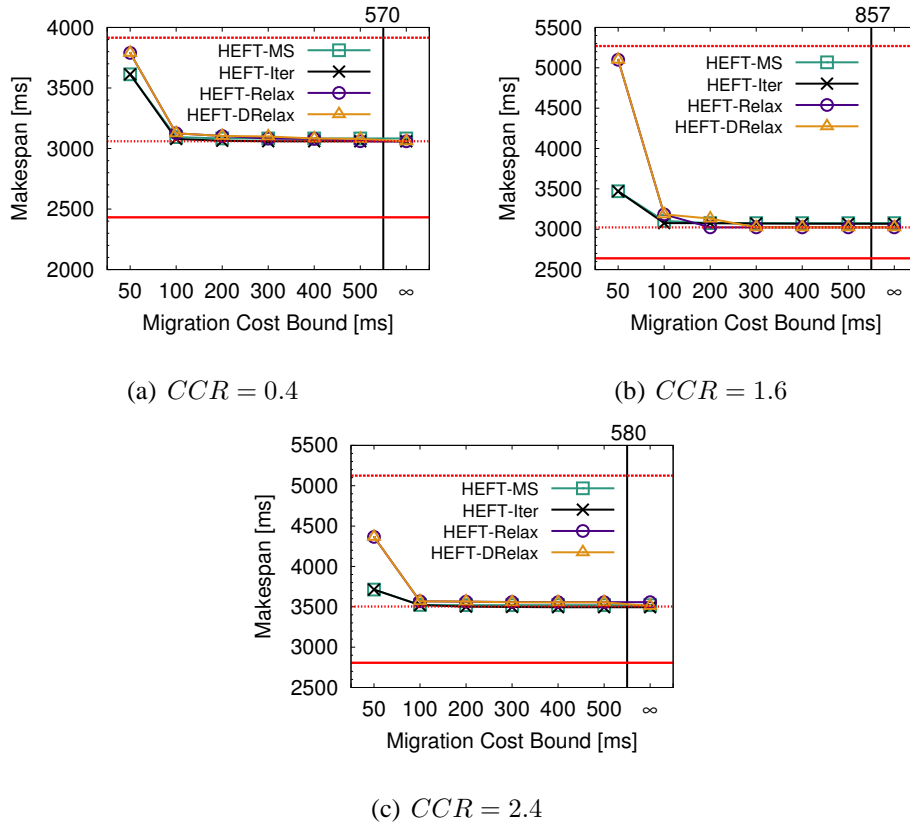 570
4000
3500
3000
2500
2000
Makespan [ms]
HEFT-MS
HEFT-Iter
HEFT-Relax
HEFT-DRelax
50 100 200 300 400 500 ∞
Migration Cost Bound [ms]
(a) CCR = 0.4
857
5500
5000
4500
4000
3500
3000
2500
Makespan [ms]
HEFT-MS
HEFT-Iter
HEFT-Relax
HEFT-DRelax
50 100 200 300 400 500 ∞
Migration Cost Bound [ms]
(b) CCR = 1.6
580
5500
5000
4500
4000
3500
3000
2500
Makespan [ms]
HEFT-MS
HEFT-Iter
HEFT-Relax
HEFT-DRelax
50 100 200 300 400 500 ∞
Migration Cost Bound [ms]
(c) CCR = 2.4